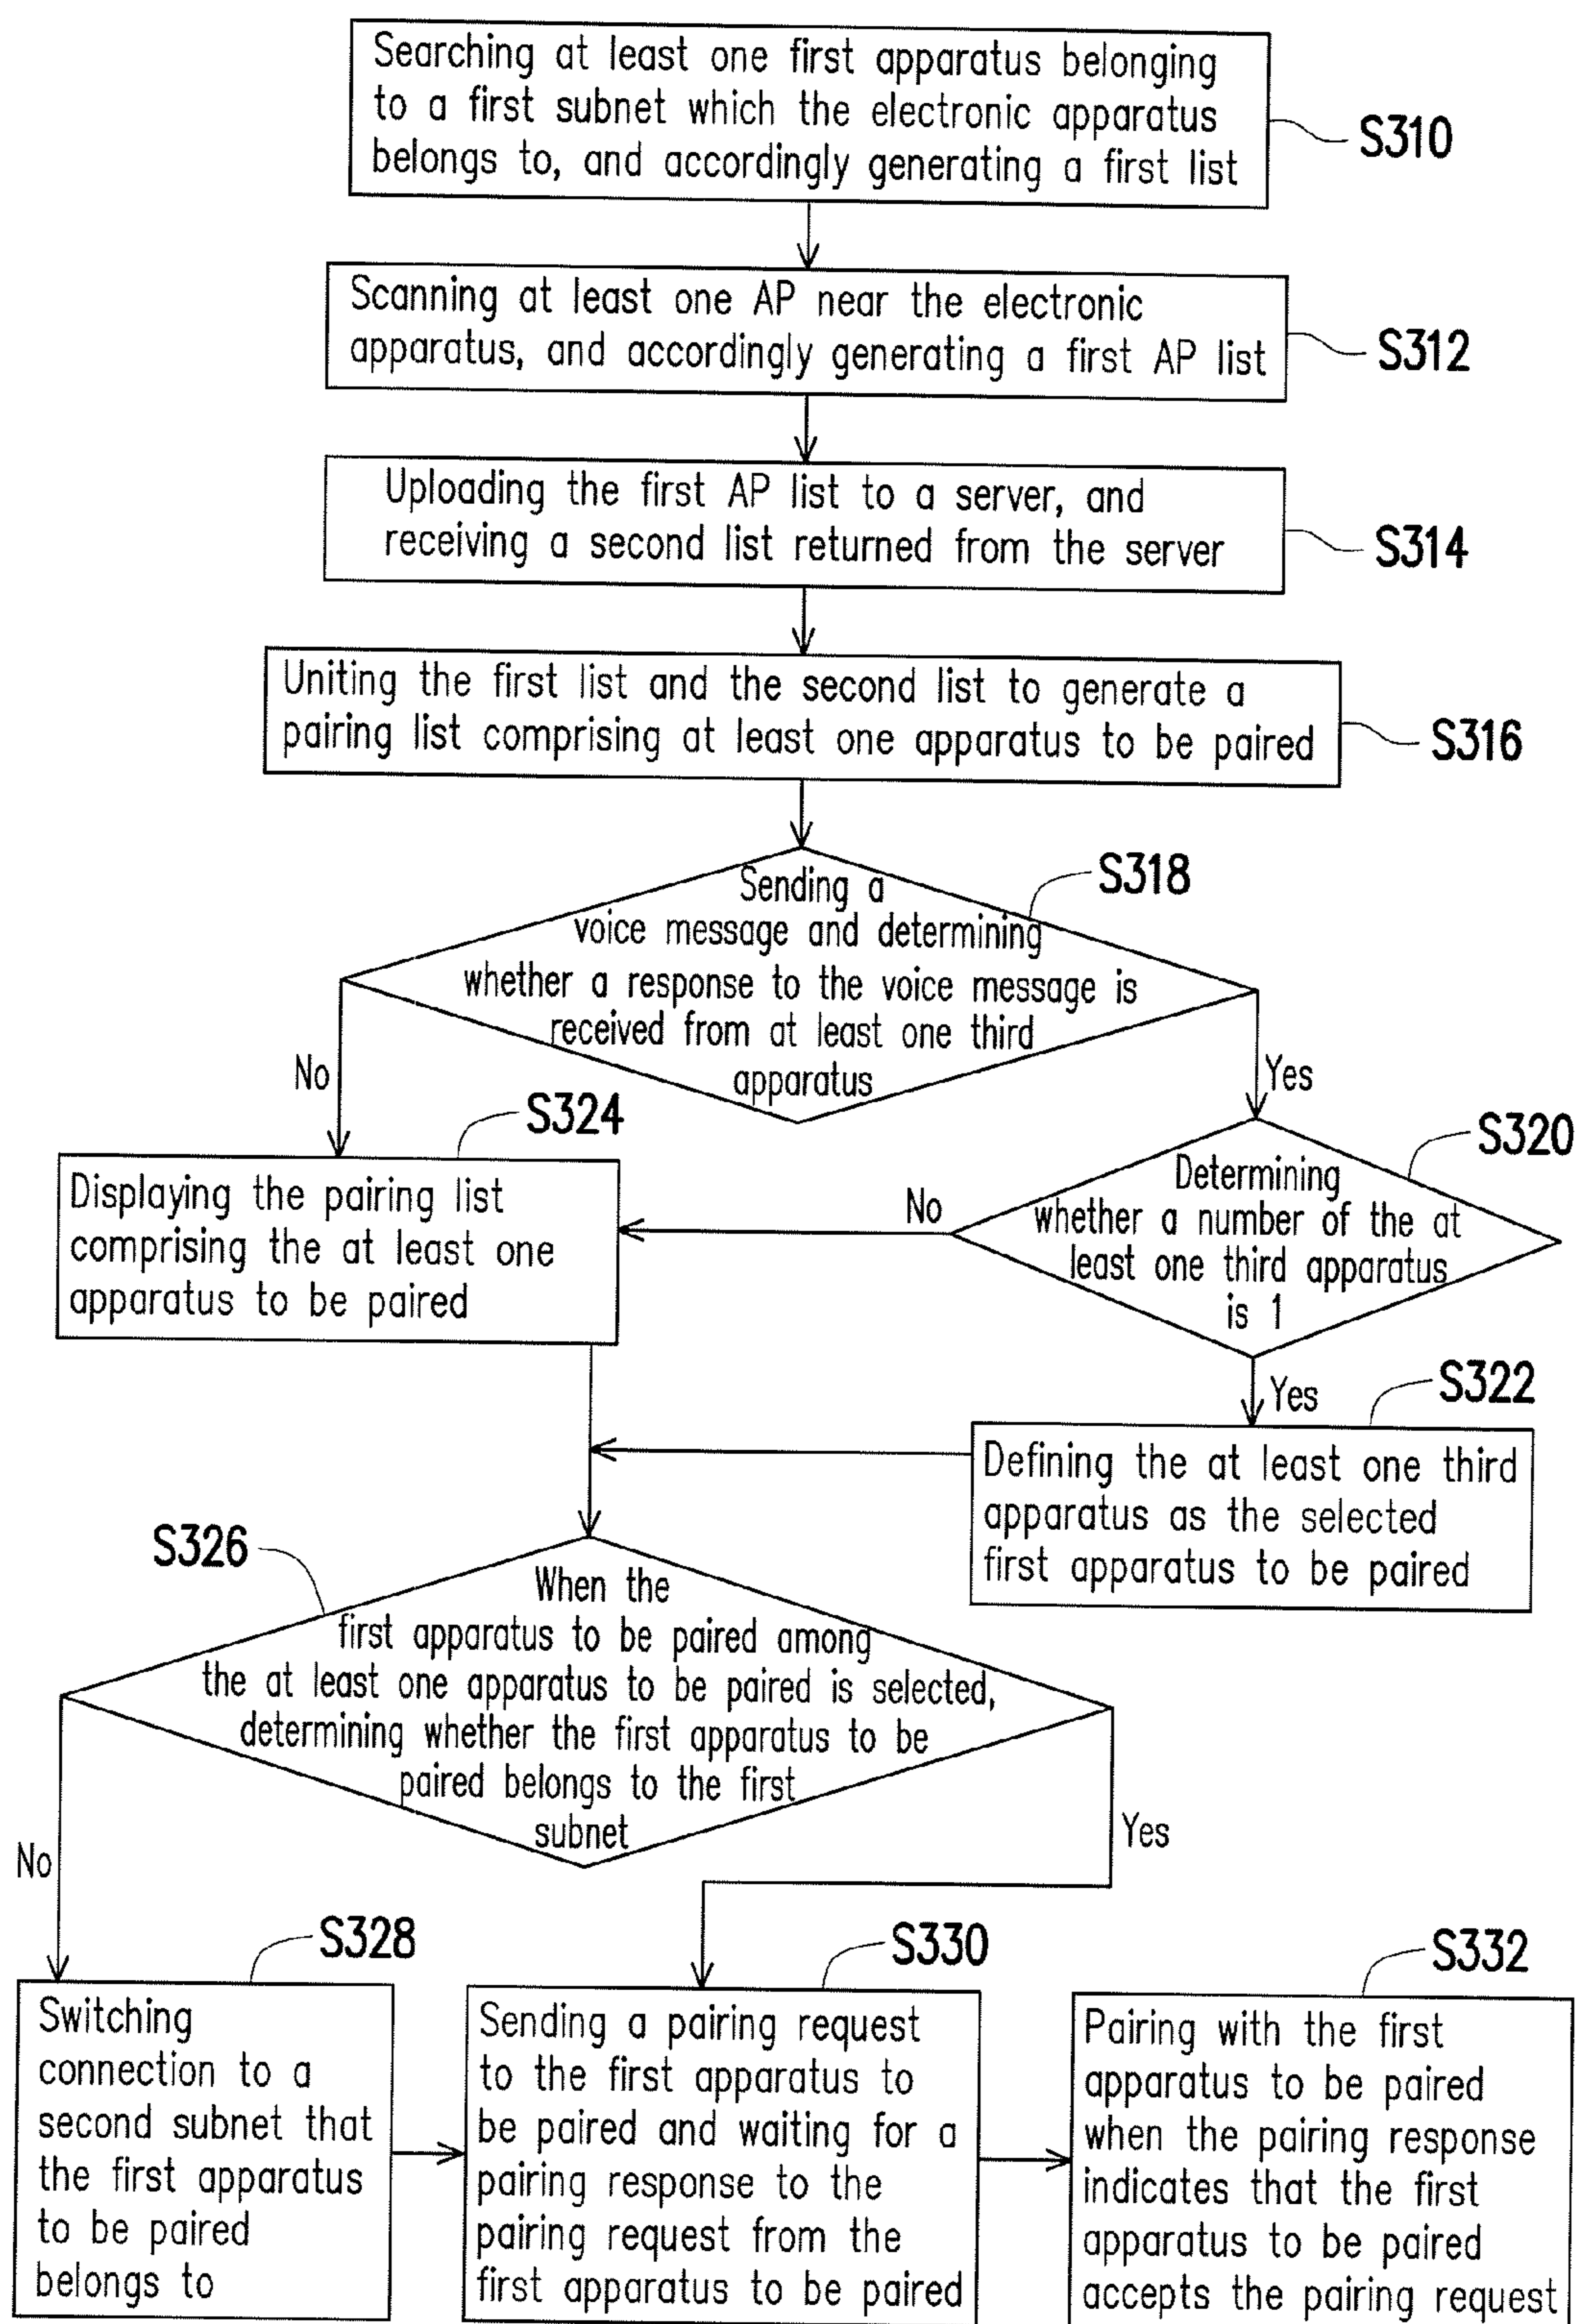 Searching at least one first apparatus belonging
to a first subnet which the electronic apparatus
belongs to, and accordingly generating a first list
S310
Scanning at least one AP near the electronic
apparatus, and accordingly generating a first AP list
S312
Uploading the first AP list to a server, and
receiving a second list returned from the server
S314
Uniting the first list and the second list to generate a
pairing list comprising at least one apparatus to be paired
S316
Sending a
voice message and determining
whether a response to the voice message is
received from at least one third
apparatus
S318
No
Yes
S324
Displaying the pairing list
comprising the at least one
apparatus to be paired
S320
Determining
whether a number of the at
least one third apparatus
is 1
No
Yes
S322
Defining the at least one third
apparatus as the selected
first apparatus to be paired
S326
When the
first apparatus to be paired among
the at least one apparatus to be paired is selected,
determining whether the first apparatus to be
paired belongs to the first
subnet
No
Yes
S328
Switching
connection to a
second subnet that
the first apparatus
to be paired
belongs to
S330
Sending a pairing request
to the first apparatus to
be paired and waiting for a
pairing response to the
pairing request from the
first apparatus to be paired
S332
Pairing with the first
apparatus to be paired
when the pairing response
indicates that the first
apparatus to be paired
accepts the pairing request